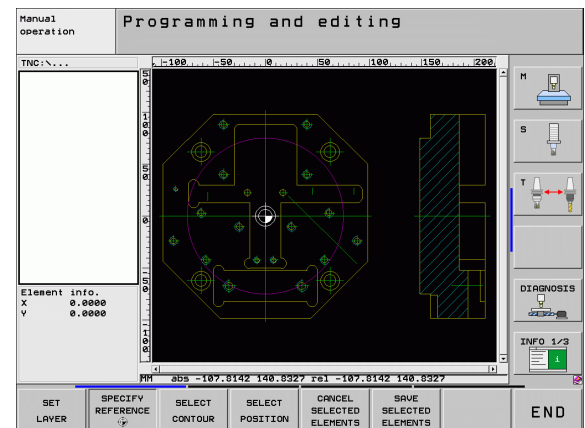 Manual
operation
Programming and editing
TNC:\...
-100 -50 0 50 100 150 200
50
100
50
0
50
100
Element info.
X 0.0000
Y 0.0000
MM abs -107.8142 140.8327 rel -107.8142 140.8327
M
S
T
DIAGNOSIS
INFO 1/3
i
SET
LAYER
SPECIFY
REFERENCE
SELECT
CONTOUR
SELECT
POSITION
CANCEL
SELECTED
ELEMENTS
SAVE
SELECTED
ELEMENTS
END